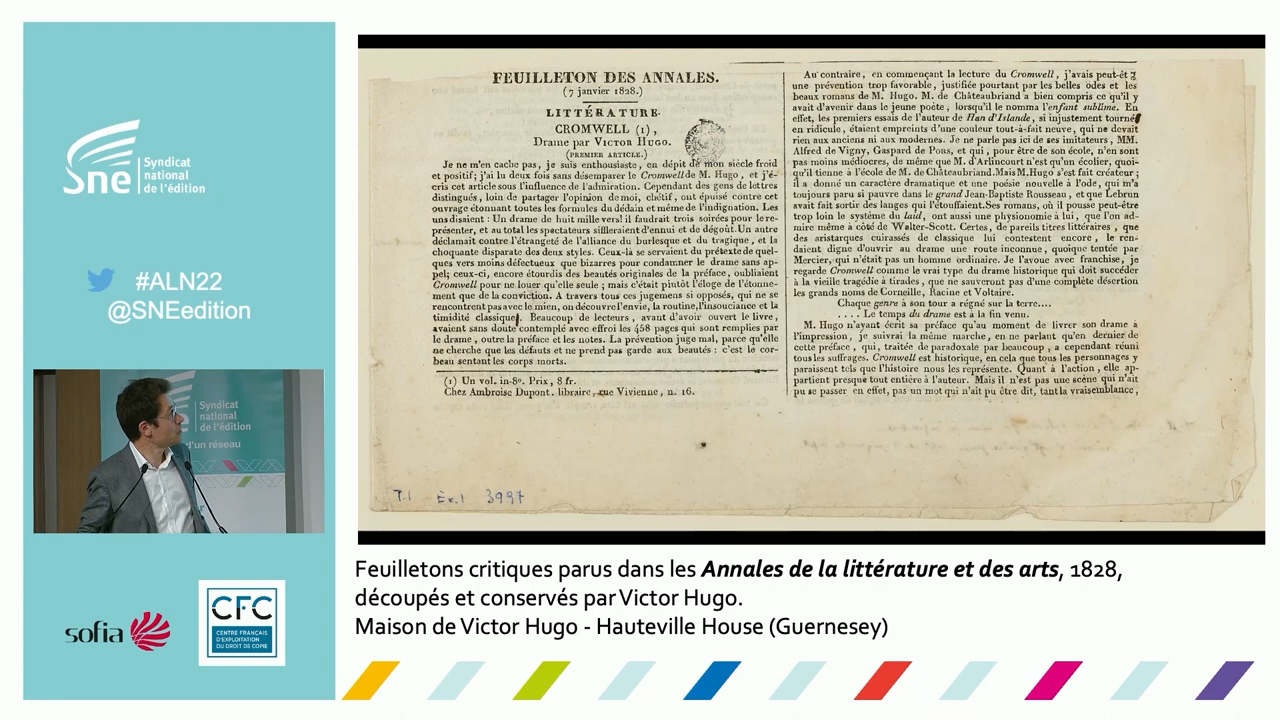 Sne
Syndicat
national
de l'édition
#ALN22
@SNEedition
Syndicat
national
de l'édition
d'un réseau
sofia
CFC
CENTRE FRANÇAIS
D'EXPLOITATION
DU DROIT DE COPIE
FEUILLETON DES ANNALES.
(7 janvier 1828.)
LITTÉRATURE.
CROMWELL (1),
Drame par VICTOR HUGO.
(PREMIER ARTICLE.)
Je ne m'en cache pas, je suis enthousiaste, en dépit de mon siècle froid
et positif; j'ai lu deux fois sans désemparer le Cromwell de M. Hugo, et j'é-
cris cet article sous l'influence de l'admiration. Cependant des gens de lettres
distingués, loin de partager l'opinion de moi, chétif, ont épuisé contre cet
ouvrage étonnant toutes les formules du dédain et même de l'indignation. Les
uns disaient : Un drame de huit mille vers! il faudrait trois soirées pour le re-
présenter, et au total les spectateurs siffleraient d'ennui et de dégoût. Un autre
déclamait contre l'étrangeté de l'alliance du burlesque et du tragique, et la
choquante disparate des deux styles. Ceux-là se servaient du prétexte de quel-
ques vers moins défectueux que bizarres pour condamner le drame sans ap-
pel; ceux-ci, encore étourdis des beautés originales de la préface, oubliaient
Cromwell pour ne louer qu'elle seule ; mais c'était plutôt l'éloge de l'étonne-
ment que de la conviction. A travers tous ces jugemens si opposés, qui ne se
rencontrent pas avec le mien, on découvre l'envie, la routine, l'insouciance et la
timidité classique. Beaucoup de lecteurs, avant d'avoir ouvert le livre,
avaient sans doute contemplé avec effroi les 458 pages qui sont remplies par
le drame, outre la préface et les notes. La prévention juge mal, parce qu'elle
ne cherche que les défauts et ne prend pas garde aux beautés : c'est le cor-
beau sentant les corps morts.
(1) Un vol. in-8o. Prix, 8 fr.
Chez Ambroise Dupont, libraire, rue Vivienne, n. 16.
T.1 Ex.1 3997
Au contraire, en commençant la lecture du Cromwell, j'avais peut-êt
une prévention trop favorable, justifiée pourtant par les belles odes et les
beaux romans de M. Hugo. M. de Châteaubriand a bien compris ce qu'il y
avait d'avenir dans le jeune poète, lorsqu'il le nomma l'enfant sublime. En
effet, les premiers essais de l'auteur de Han d'Islande, si injustement tourné
en ridicule, étaient empreints d'une couleur tout-à-fait neuve, qui ne devait
rien aux anciens ni aux modernes. Je ne parle pas ici de ses imitateurs, MM.
Alfred de Vigny, Gaspard de Pons, et qui, pour être de son école, n'en sont
pas moins médiocres, de même que M. d'Arlincourt n'est qu'un écolier, quoi-
qu'il tienne à l'école de M. de Châteaubriand. Mais M. Hugo s'est fait créateur ;
il a donné un caractère dramatique et une poésie nouvelle à l'ode, qui m'a
toujours paru si pauvre dans le grand Jean-Baptiste Rousseau, et que Lebrun
avait fait sortir des langes qui l'étouffaient. Ses romans, où il pousse peut-être
trop loin le système du laid, ont aussi une physionomie à lui, que l'on ad-
mire même à côté de Walter-Scott. Certes, de pareils titres littéraires, que
des aristarques cuirassés de classique lui contestent encore, le ren-
daient digne d'ouvrir au drame une route inconnue, quoique tentée par
Mercier, qui n'était pas un homme ordinaire. Je l'avoue avec franchise, je
regarde Cromwell comme le vrai type du drame historique qui doit succéder
à la vieille tragédie à tirades, que ne sauveront pas d'une complète désertion
les grands noms de Corneille, Racine et Voltaire.
Chaque genre à son tour a régné sur la terre....
. . . . Le temps du drame est à la fin venu.
M. Hugo n'ayant écrit sa préface qu'au moment de livrer son drame à
l'impression, je suivrai la même marche, en ne parlant qu'en dernier de
cette préface, qui, traitée de paradoxale par beaucoup, a cependant réuni
tous les suffrages. Cromwell est historique, en cela que tous les personnages y
paraissent tels que l'histoire nous les représente. Quant à l'action, elle ap-
partient presque tout entière à l'auteur. Mais il n'est pas une scène qui n'ait
pu se passer en effet, pas un mot qui n'ait pu être dit, tant la vraisemblance,
Feuilletons critiques parus dans les Annales de la littérature et des arts, 1828,
découpés et conservés par Victor Hugo.
Maison de Victor Hugo - Hauteville House (Guernesey)